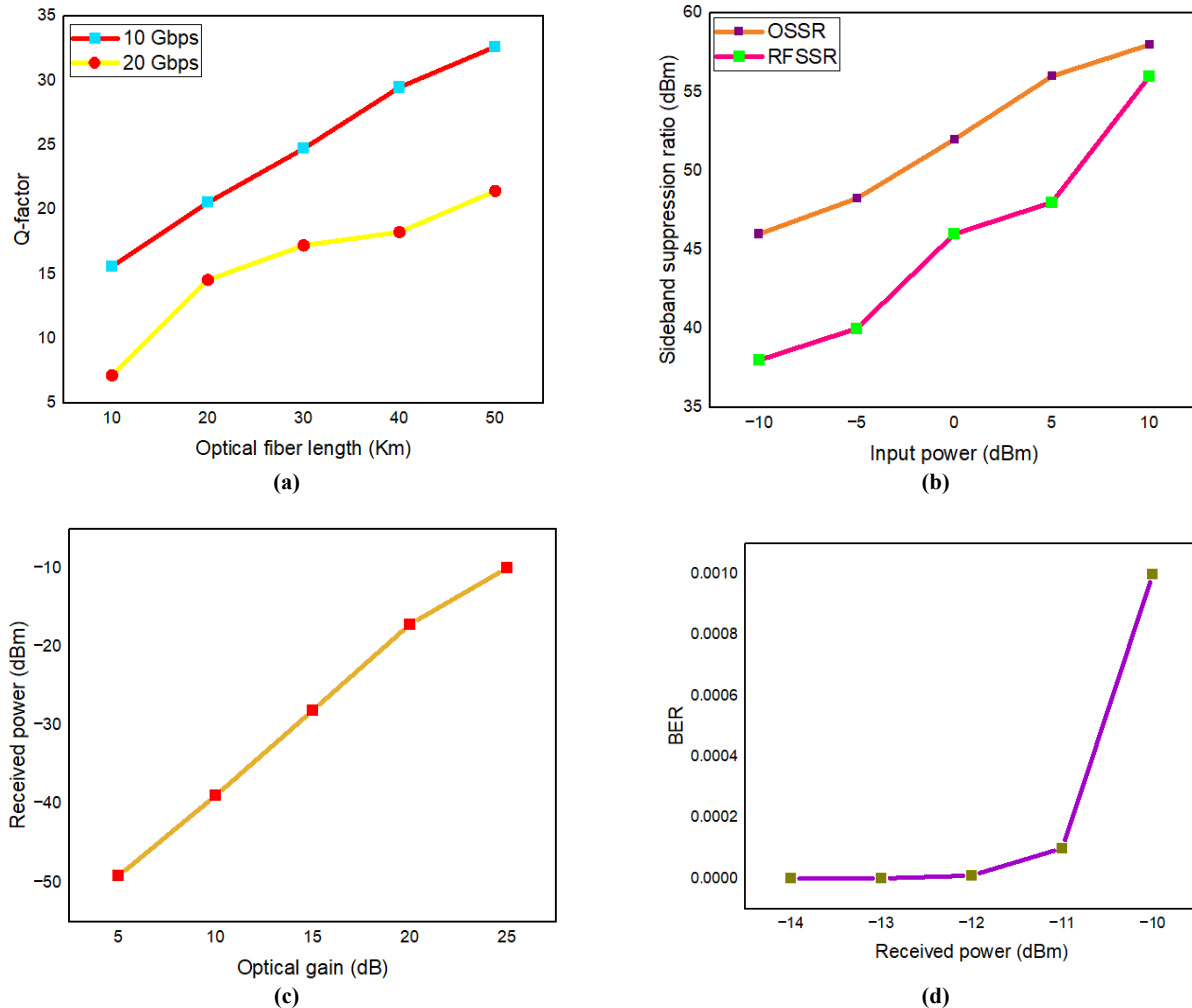 35
30
25
20
15
10
5
Q-factor
10 Gbps
20 Gbps
10 20 30 40 50
Optical fiber length (Km)
(a)
60
55
50
45
40
35
Sideband suppression ratio (dBm)
OSSR
RFSSR
−10 −5 0 5 10
Input power (dBm)
(b)
−10
−20
−30
−40
−50
Received power (dBm)
5 10 15 20 25
Optical gain (dB)
(c)
0.0010
0.0008
0.0006
0.0004
0.0002
0.0000
BER
−14 −13 −12 −11 −10
Received power (dBm)
(d)